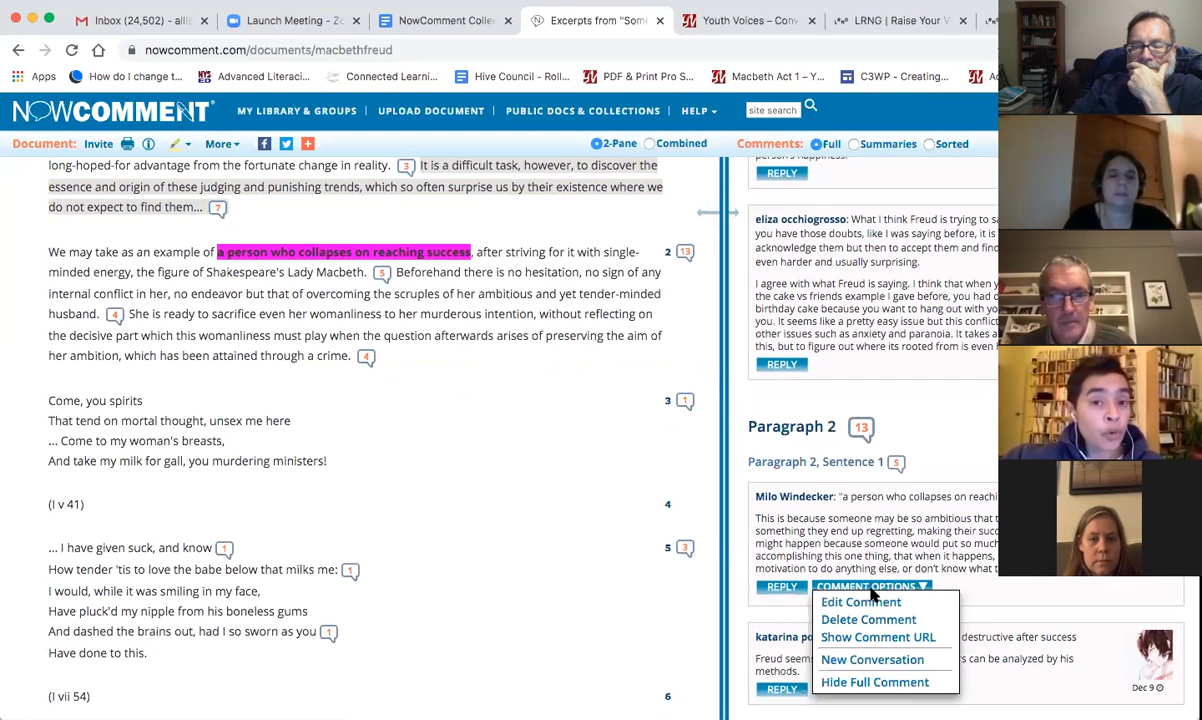 Inbox (24,502) - alli
Launch Meeting - Zo
NowComment Collec
Excerpts from "Som
Youth Voices – Conv
LRNG | Raise Your V
nowcomment.com/documents/macbethfreud
Apps
How do I change t...
Advanced Literaci...
Connected Learnin...
Hive Council - Roll...
PDF & Print Pro S...
Macbeth Act 1 – Y...
C3WP - Creating...
NOWCOMMENT
MY LIBRARY & GROUPS | UPLOAD DOCUMENT | PUBLIC DOCS & COLLECTIONS | HELP
site search
Document: Invite
More
2-Pane Combined
Comments: Full Summaries Sorted
long-hoped-for advantage from the fortunate change in reality. 3 It is a difficult task, however, to discover the
essence and origin of these judging and punishing trends, which so often surprise us by their existence where we
do not expect to find them... 7
We may take as an example of a person who collapses on reaching success, after striving for it with single- 2 13
minded energy, the figure of Shakespeare's Lady Macbeth. 5 Beforehand there is no hesitation, no sign of any
internal conflict in her, no endeavor but that of overcoming the scruples of her ambitious and yet tender-minded
husband. 4 She is ready to sacrifice even her womanliness to her murderous intention, without reflecting on
the decisive part which this womanliness must play when the question afterwards arises of preserving the aim of
her ambition, which has been attained through a crime. 4
Come, you spirits 3 1
That tend on mortal thought, unsex me here
... Come to my woman's breasts,
And take my milk for gall, you murdering ministers!
(I v 41) 4
... I have given suck, and know 1 5 3
How tender 'tis to love the babe below that milks me: 1
I would, while it was smiling in my face,
Have pluck'd my nipple from his boneless gums
And dashed the brains out, had I so sworn as you 1
Have done to this.
(I vii 54) 6
person's happiness.
REPLY
eliza occhiogrosso: What i think Freud is trying to sa
you have those doubts, like I was saying before, it is
acknowledge them but then to accept them and find
even harder and usually surprising.
I agree with what Freud is saying. I think that when y
the cake vs friends example I gave before, you had d
birthday cake because you want to hang out with yo
you. It seems like a pretty easy issue but this conflict
other issues such as anxiety and paranoia. It takes a
this, but to figure out where its rooted from is even h
REPLY
Paragraph 2 13
Paragraph 2, Sentence 1 5
Milo Windecker: "a person who collapses on reachin
This is because someone may be so ambitious that t
something they end up regretting, making their succ
might happen because someone would put so much
accomplishing this one thing, that when it happens,
motivation to do anything else, or don't know what t
REPLY COMMENT OPTIONS
Edit Comment
Delete Comment
Show Comment URL
New Conversation
Hide Full Comment
katarina po
destructive after success
Freud seem
rs can be analyzed by his
methods.
REPLY
Dec 9